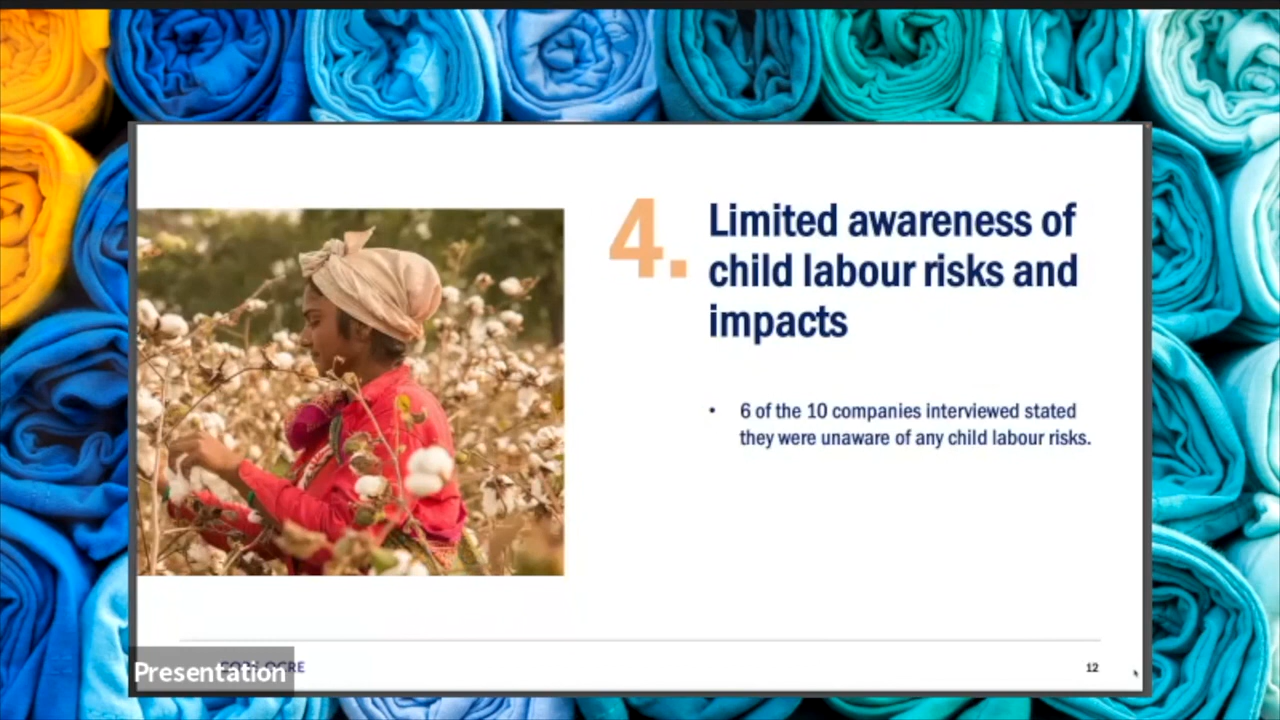 4.
Limited awareness of
child labour risks and
impacts
• 6 of the 10 companies interviewed stated
they were unaware of any child labour risks.
Presentation
12